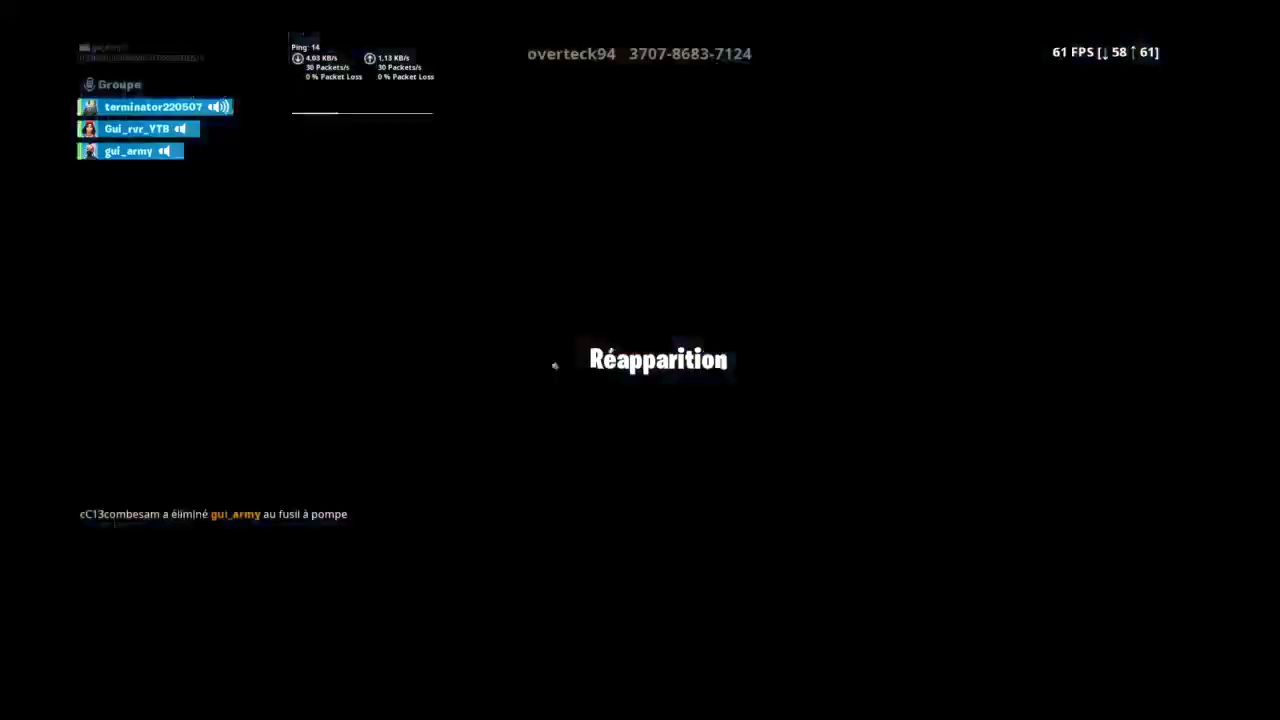 Ping: 14
4,03 KB/s 1,13 KB/s
30 Packets/s 30 Packets/s
0 % Packet Loss 0 % Packet Loss
overteck94 3707-8683-7124
61 FPS [↓ 58 ↑ 61]
Groupe
terminator220507
Gui_rvr_YTB
gui_army
Réapparition
cC13combesam a éliminé gui_army au fusil à pompe